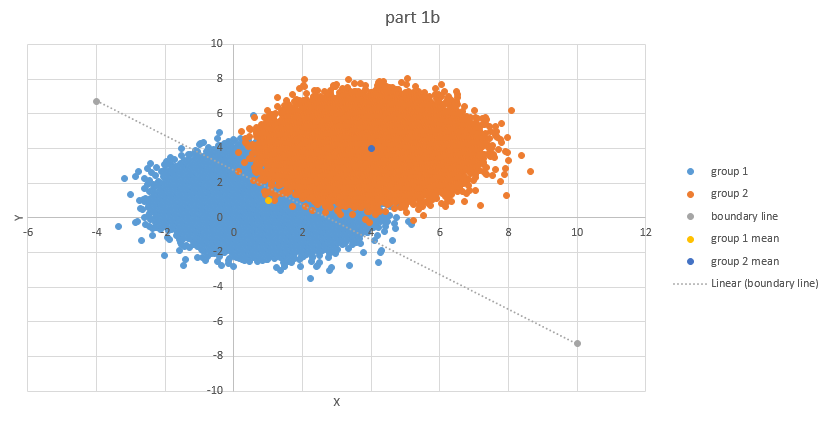 part 1b
10
8
6
4
2
0
-2
-4
-6
-8
-10
-6 -4 -2 0 2 4 6 8 10 12
Y
X
group 1
group 2
boundary line
group 1 mean
group 2 mean
Linear (boundary line)